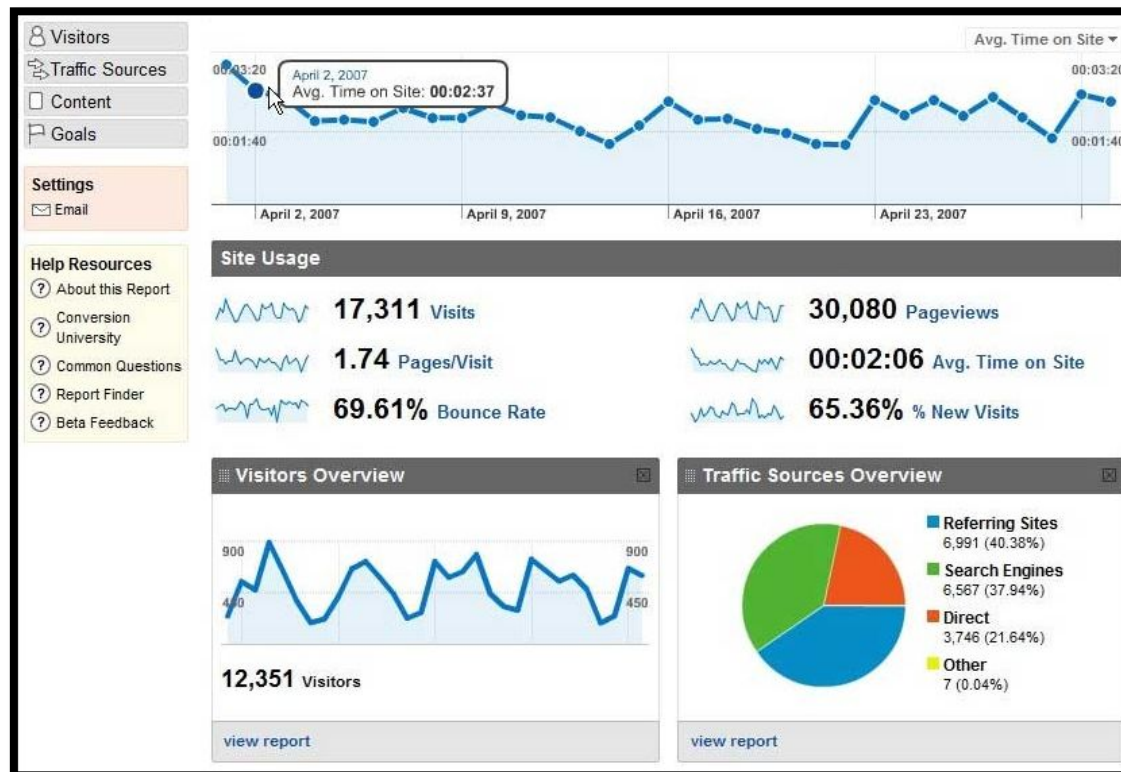 Visitors
Traffic Sources
Content
Goals
Settings
Email
Help Resources
About this Report
Conversion
University
Common Questions
Report Finder
Beta Feedback
Avg. Time on Site
00:03:20
00:03:20
April 2, 2007
Avg. Time on Site: 00:02:37
00:01:40
00:01:40
April 2, 2007
April 9, 2007
April 16, 2007
April 23, 2007
Site Usage
17,311 Visits
30,080 Pageviews
1.74 Pages/Visit
00:02:06 Avg. Time on Site
69.61% Bounce Rate
65.36% % New Visits
Visitors Overview
900
900
450
450
12,351 Visitors
view report
Traffic Sources Overview
Referring Sites
6,991 (40.38%)
Search Engines
6,567 (37.94%)
Direct
3,746 (21.64%)
Other
7 (0.04%)
view report